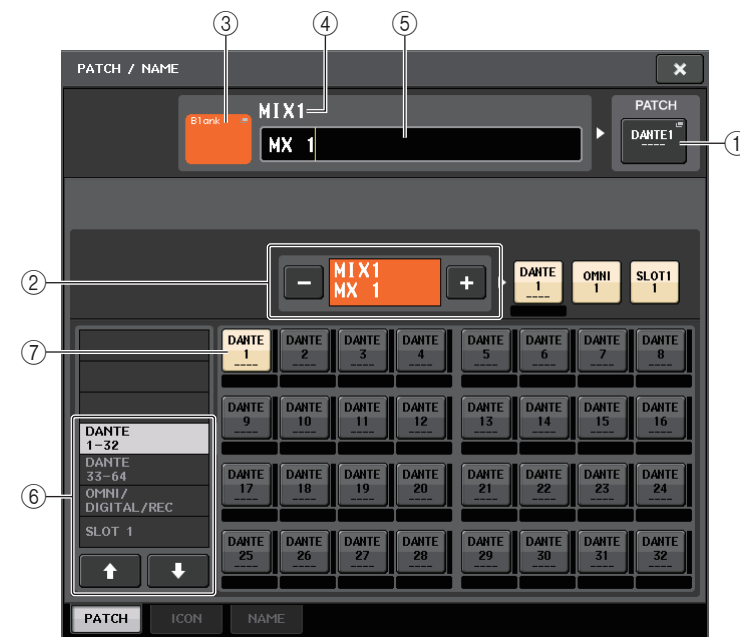 ③ ④ ⑤
PATCH / NAME
×
Blank
MIX1
MX 1
PATCH
DANTE1
----
①
②
−
MIX1
MX 1
+
DANTE 1 ----
OMNI 1
SLOT1 1
⑦
DANTE 1 ----
DANTE 2 ----
DANTE 3 ----
DANTE 4 ----
DANTE 5 ----
DANTE 6 ----
DANTE 7 ----
DANTE 8 ----
DANTE 9 ----
DANTE 10 ----
DANTE 11 ----
DANTE 12 ----
DANTE 13 ----
DANTE 14 ----
DANTE 15 ----
DANTE 16 ----
DANTE 17 ----
DANTE 18 ----
DANTE 19 ----
DANTE 20 ----
DANTE 21 ----
DANTE 22 ----
DANTE 23 ----
DANTE 24 ----
DANTE 25 ----
DANTE 26 ----
DANTE 27 ----
DANTE 28 ----
DANTE 29 ----
DANTE 30 ----
DANTE 31 ----
DANTE 32 ----
⑥
DANTE
1-32
DANTE
33-64
OMNI/
DIGITAL/REC
SLOT 1
PATCH
ICON
NAME